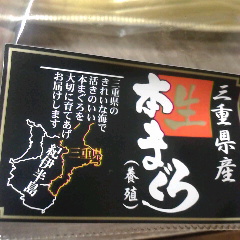 三重県産
生
本まぐろ
(養殖)
三重県の
きれいな海で
活きのいい
本まぐろを
大切に育てあげ
お届けします
三重県
紀伊半島